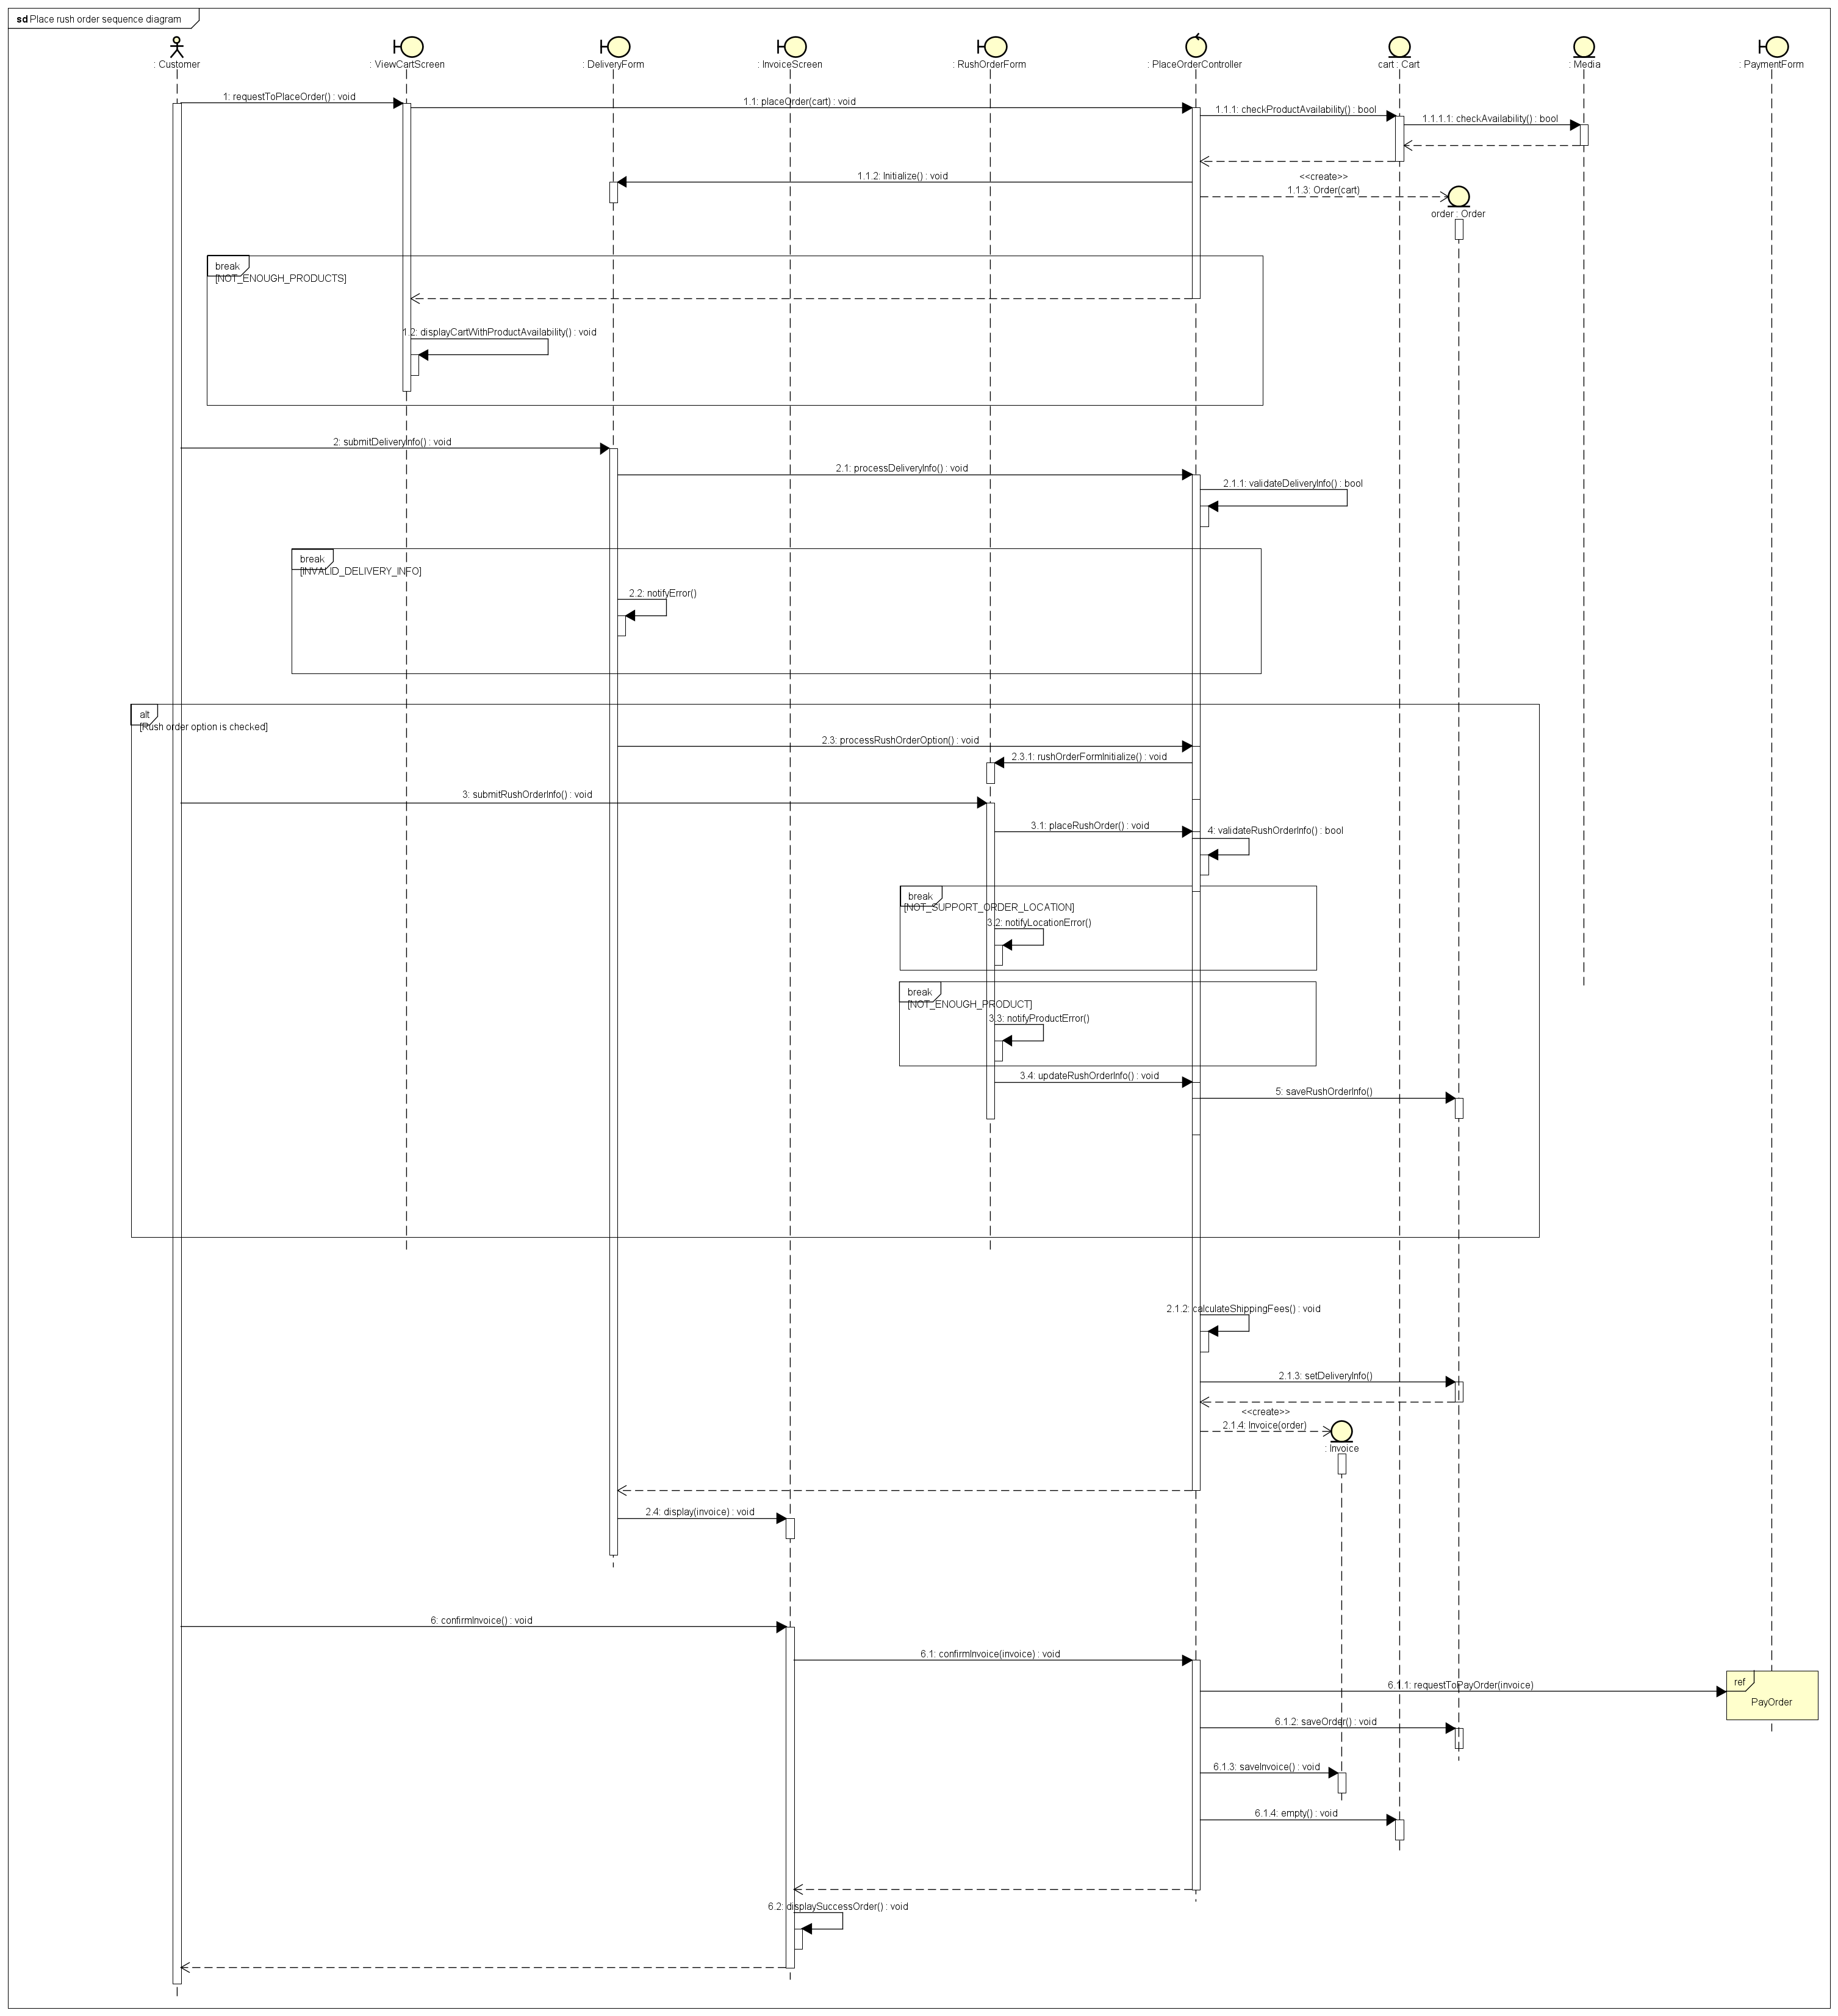 sd Place rush order sequence diagram
: Customer
: ViewCartScreen
: DeliveryForm
: InvoiceScreen
: RushOrderForm
: PlaceOrderController
cart : Cart
: Media
: PaymentForm
1: requestToPlaceOrder() : void
1.1: placeOrder(cart) : void
1.1.1: checkProductAvailability() : bool
1.1.1.1: checkAvailability() : bool
1.1.2: Initialize() : void
<<create>>
1.1.3: Order(cart)
order : Order
break
[NOT_ENOUGH_PRODUCTS]
1.2: displayCartWithProductAvailability() : void
2: submitDeliveryInfo() : void
2.1: processDeliveryInfo() : void
2.1.1: validateDeliveryInfo() : bool
break
[INVALID_DELIVERY_INFO]
2.2: notifyError()
alt
[Rush order option is checked]
2.3: processRushOrderOption() : void
2.3.1: rushOrderFormInitialize() : void
3: submitRushOrderInfo() : void
3.1: placeRushOrder() : void
4: validateRushOrderInfo() : bool
break
[NOT_SUPPORT_ORDER_LOCATION]
3.2: notifyLocationError()
break
[NOT_ENOUGH_PRODUCT]
3.3: notifyProductError()
3.4: updateRushOrderInfo() : void
5: saveRushOrderInfo()
2.1.2: calculateShippingFees() : void
2.1.3: setDeliveryInfo()
<<create>>
2.1.4: Invoice(order)
: Invoice
2.4: display(invoice) : void
6: confirmInvoice() : void
6.1: confirmInvoice(invoice) : void
ref
6.1.1: requestToPayOrder(invoice)
PayOrder
6.1.2: saveOrder() : void
6.1.3: saveInvoice() : void
6.1.4: empty() : void
6.2: displaySuccessOrder() : void